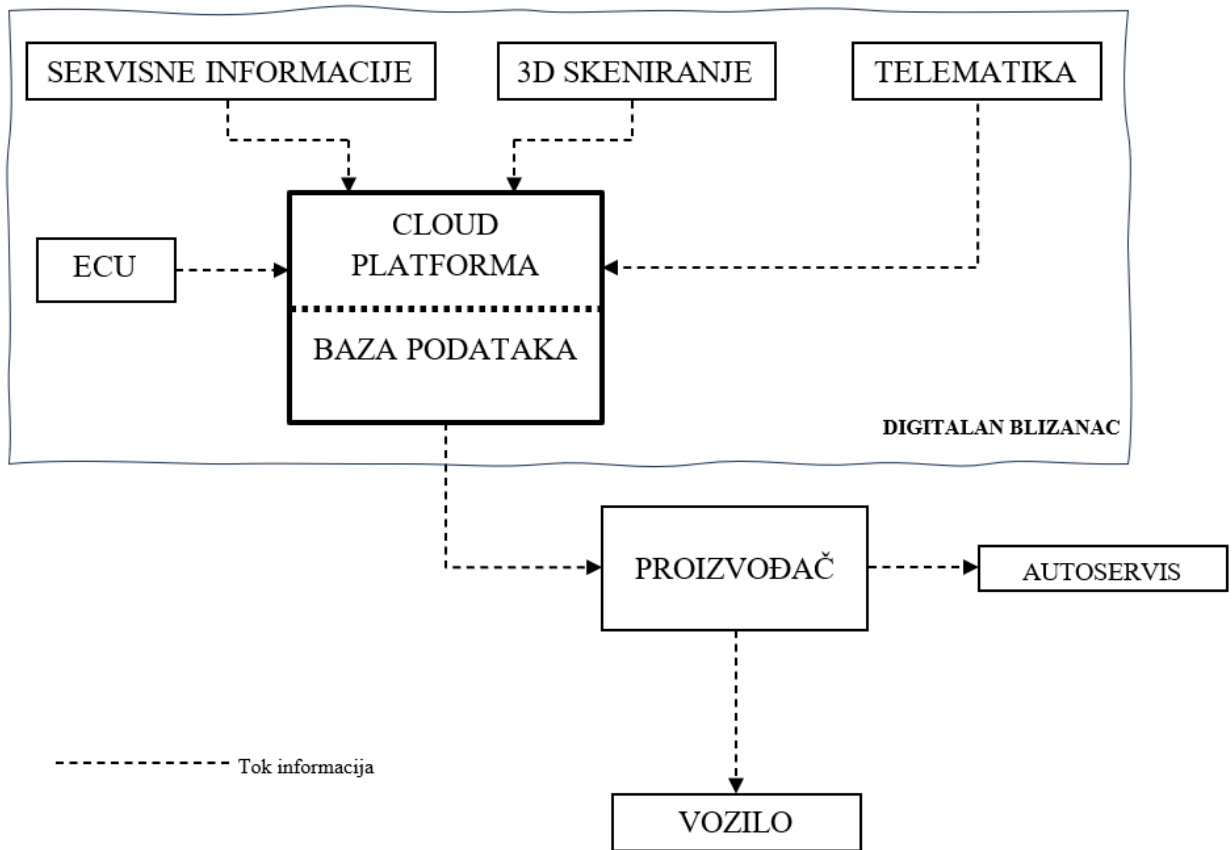 SERVISNE INFORMACIJE
3D SKENIRANJE
TELEMATIKA
CLOUD
PLATFORMA
ECU
BAZA PODATAKA
DIGITALAN BLIZANAC
PROIZVOĐAČ
AUTOSERVIS
Tok informacija
VOZILO